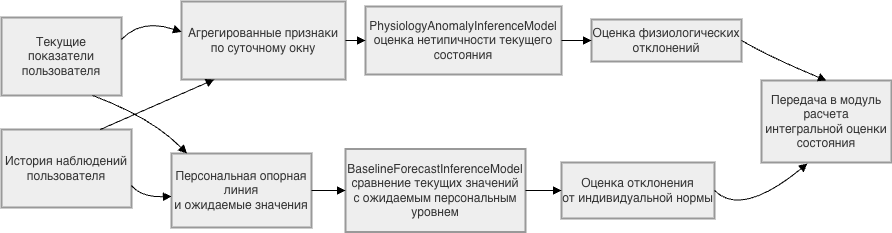 Текущие
показатели
пользователя
Агрегированные признаки
по суточному окну
PhysiologyAnomalyInferenceModel
оценка нетипичности текущего
состояния
Оценка физиологических
отклонений
Передача в модуль
расчета
интегральной оценки
состояния
История наблюдений
пользователя
Персональная опорная
линия
и ожидаемые значения
BaselineForecastInferenceModel
сравнение текущих значений
с ожидаемым персональным
уровнем
Оценка отклонения
от индивидуальной нормы